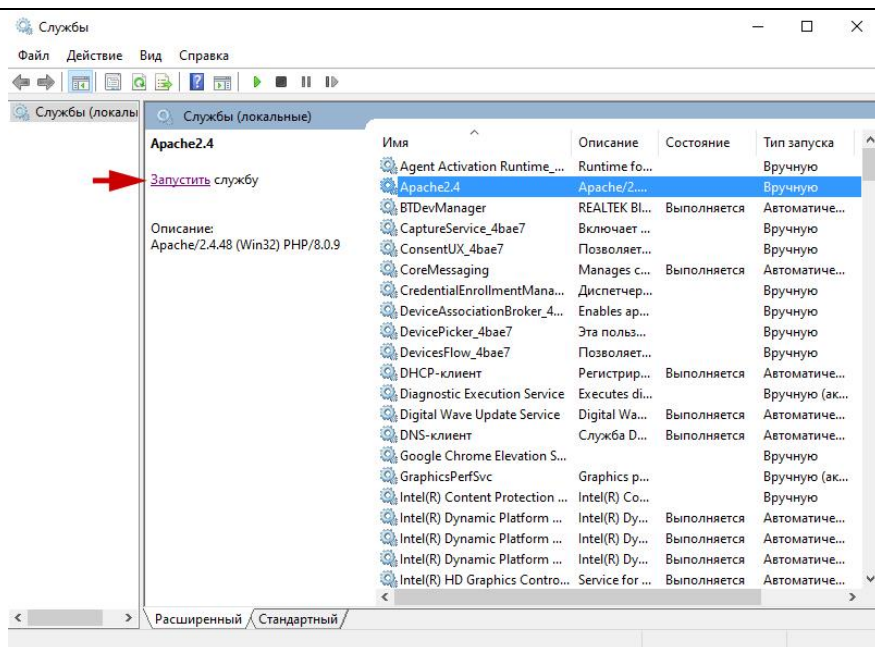 Службы
Файл Действие Вид Справка
Службы (локалы
Службы (локальные)
Apache2.4
Запустить службу
Описание:
Apache/2.4.48 (Win32) PHP/8.0.9
Имя Описание Состояние Тип запуска
Agent Activation Runtime_... Runtime fo... Вручную
Apache2.4 Apache/2.... Вручную
BTDevManager REALTEK Bl... Выполняется Автоматиче...
CaptureService_4bae7 Включает ... Вручную
ConsentUX_4bae7 Позволяет... Вручную
CoreMessaging Manages c... Выполняется Автоматиче...
CredentialEnrollmentMana... Диспетчер... Вручную
DeviceAssociationBroker_4... Enables ap... Вручную
DevicePicker_4bae7 Эта польз... Вручную
DevicesFlow_4bae7 Позволяет... Вручную
DHCP-клиент Регистрир... Выполняется Автоматиче...
Diagnostic Execution Service Executes di... Вручную (ак...
Digital Wave Update Service Digital Wa... Выполняется Автоматиче...
DNS-клиент Служба D... Выполняется Автоматиче...
Google Chrome Elevation S... Вручную
GraphicsPerfSvc Graphics p... Вручную (ак...
Intel(R) Content Protection ... Intel(R) Co... Вручную
Intel(R) Dynamic Platform ... Intel(R) Dy... Выполняется Автоматиче...
Intel(R) Dynamic Platform ... Intel(R) Dy... Выполняется Автоматиче...
Intel(R) Dynamic Platform ... Intel(R) Dy... Выполняется Автоматиче...
Intel(R) HD Graphics Contro... Service for ... Выполняется Автоматиче...
Расширенный Стандартный